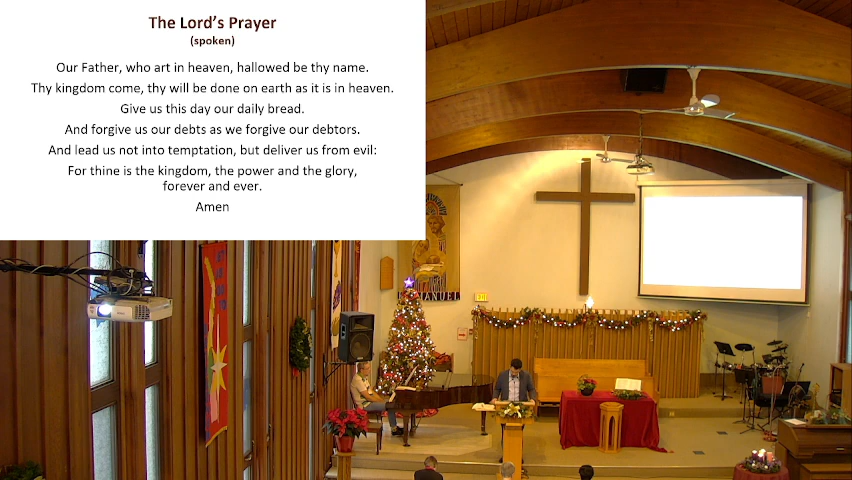 The Lord's Prayer
(spoken)
Our Father, who art in heaven, hallowed be thy name.
Thy kingdom come, thy will be done on earth as it is in heaven.
Give us this day our daily bread.
And forgive us our debts as we forgive our debtors.
And lead us not into temptation, but deliver us from evil:
For thine is the kingdom, the power and the glory,
forever and ever.
Amen